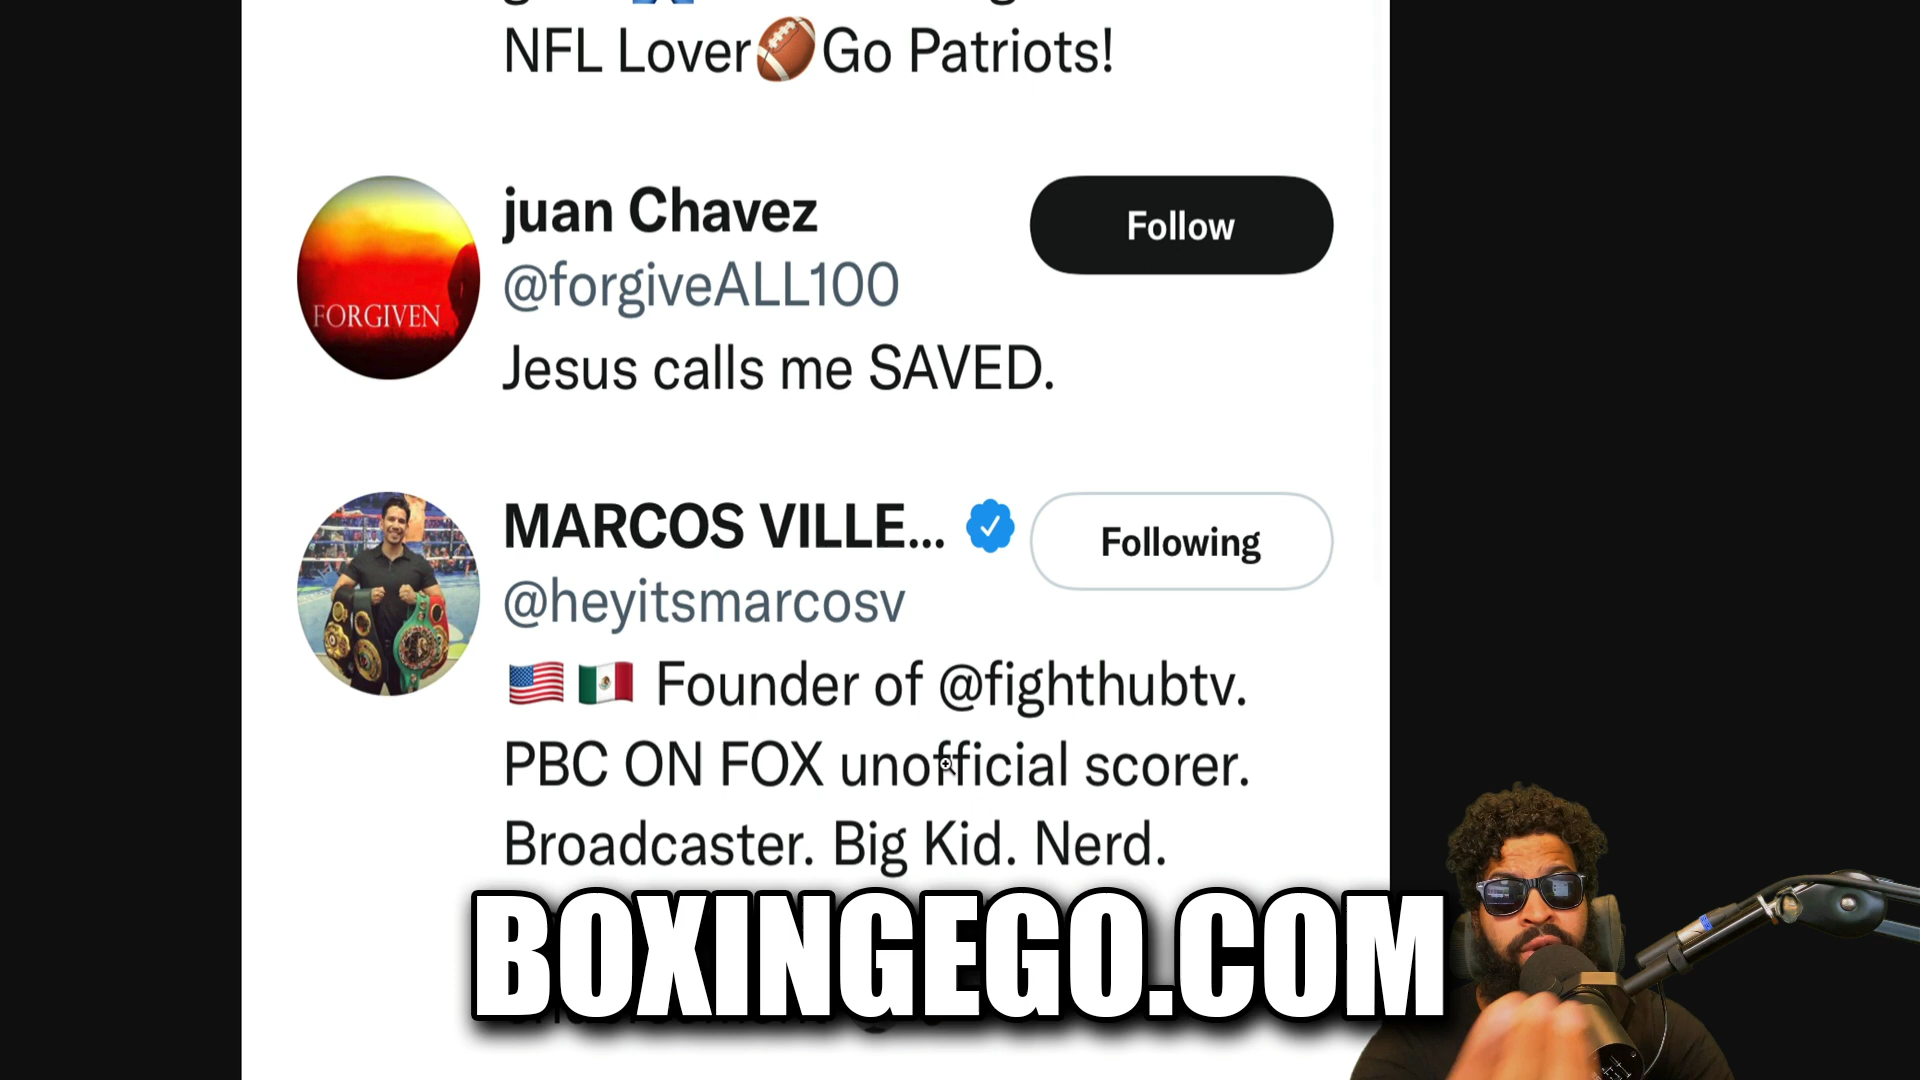 NFL Lover🏈Go Patriots!
juan Chavez
Follow
@forgiveALL100
FORGIVEN
Jesus calls me SAVED.
MARCOS VILLE...
Following
@heyitsmarcosv
🇺🇸 🇲🇽 Founder of @fighthubtv.
PBC ON FOX unofficial scorer.
Broadcaster. Big Kid. Nerd.
BOXINGEGO.COM